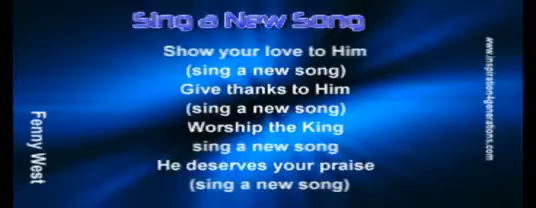 Sing a New Song
Show your love to Him
(sing a new song)
Give thanks to Him
(sing a new song)
Worship the King
sing a new song
He deserves your praise
(sing a new song)
Fenny West
www.inspiration4generations.com